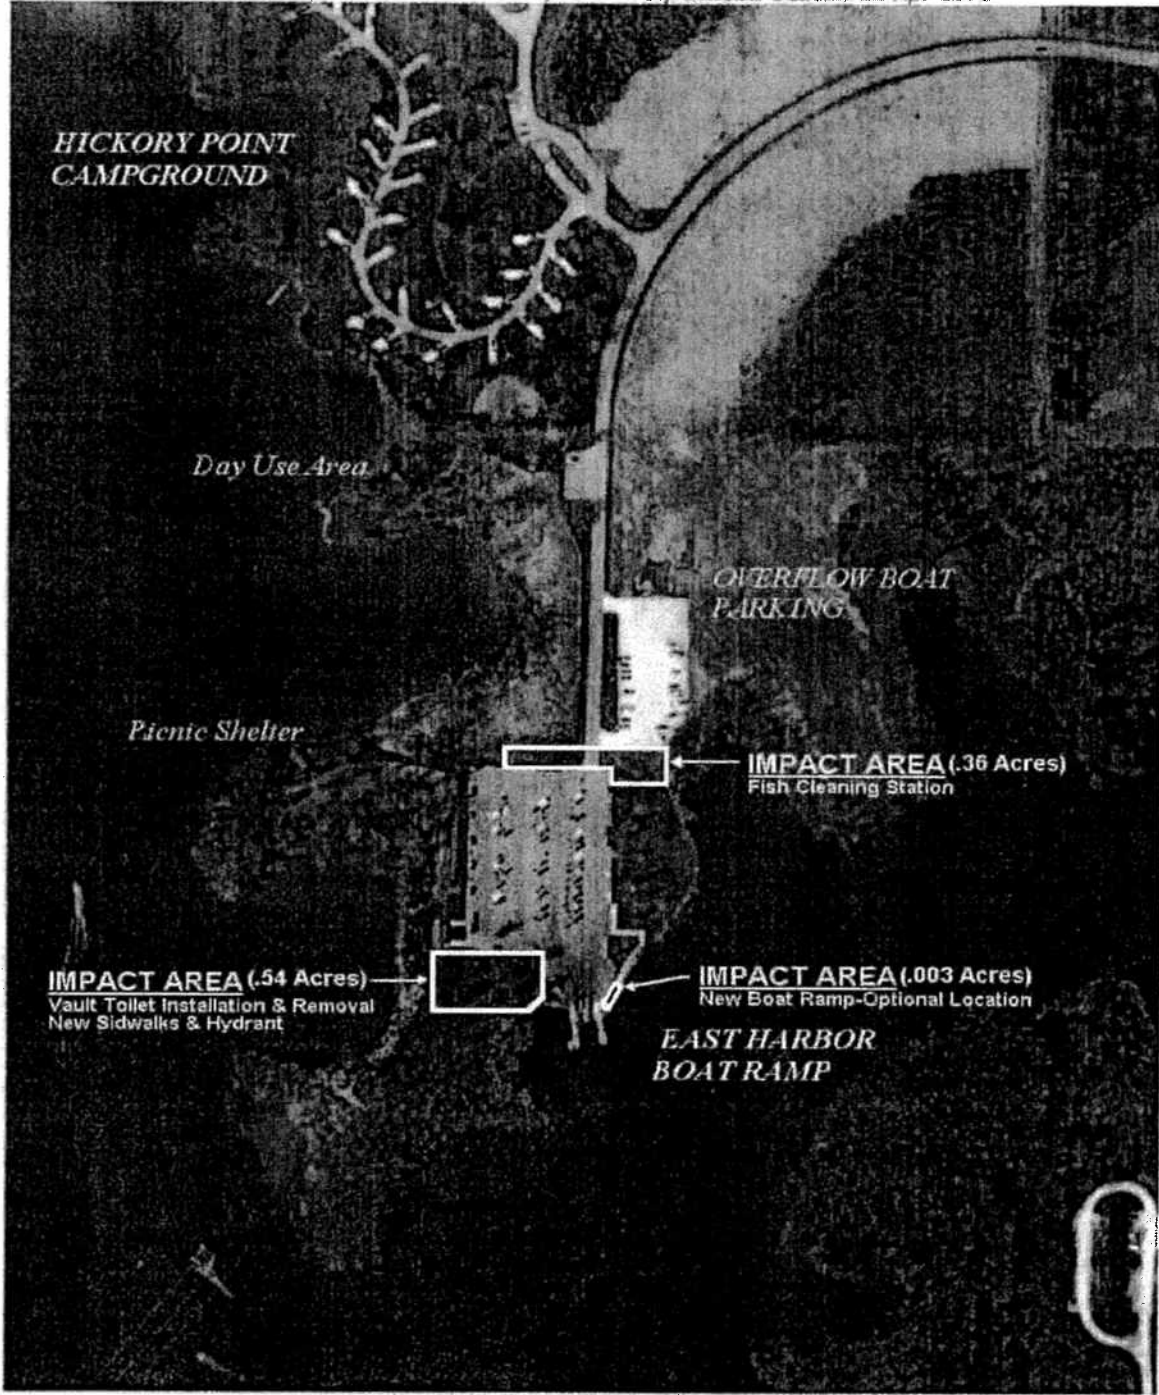 HICKORY POINT
CAMPGROUND
Day Use Area
OVERFLOW BOAT
PARKING
Picnic Shelter
IMPACT AREA (.36 Acres)
Fish Cleaning Station
IMPACT AREA (.54 Acres)
Vault Toilet Installation & Removal
New Sidwalks & Hydrant
IMPACT AREA (.003 Acres)
New Boat Ramp-Optional Location
EAST HARBOR
BOAT RAMP